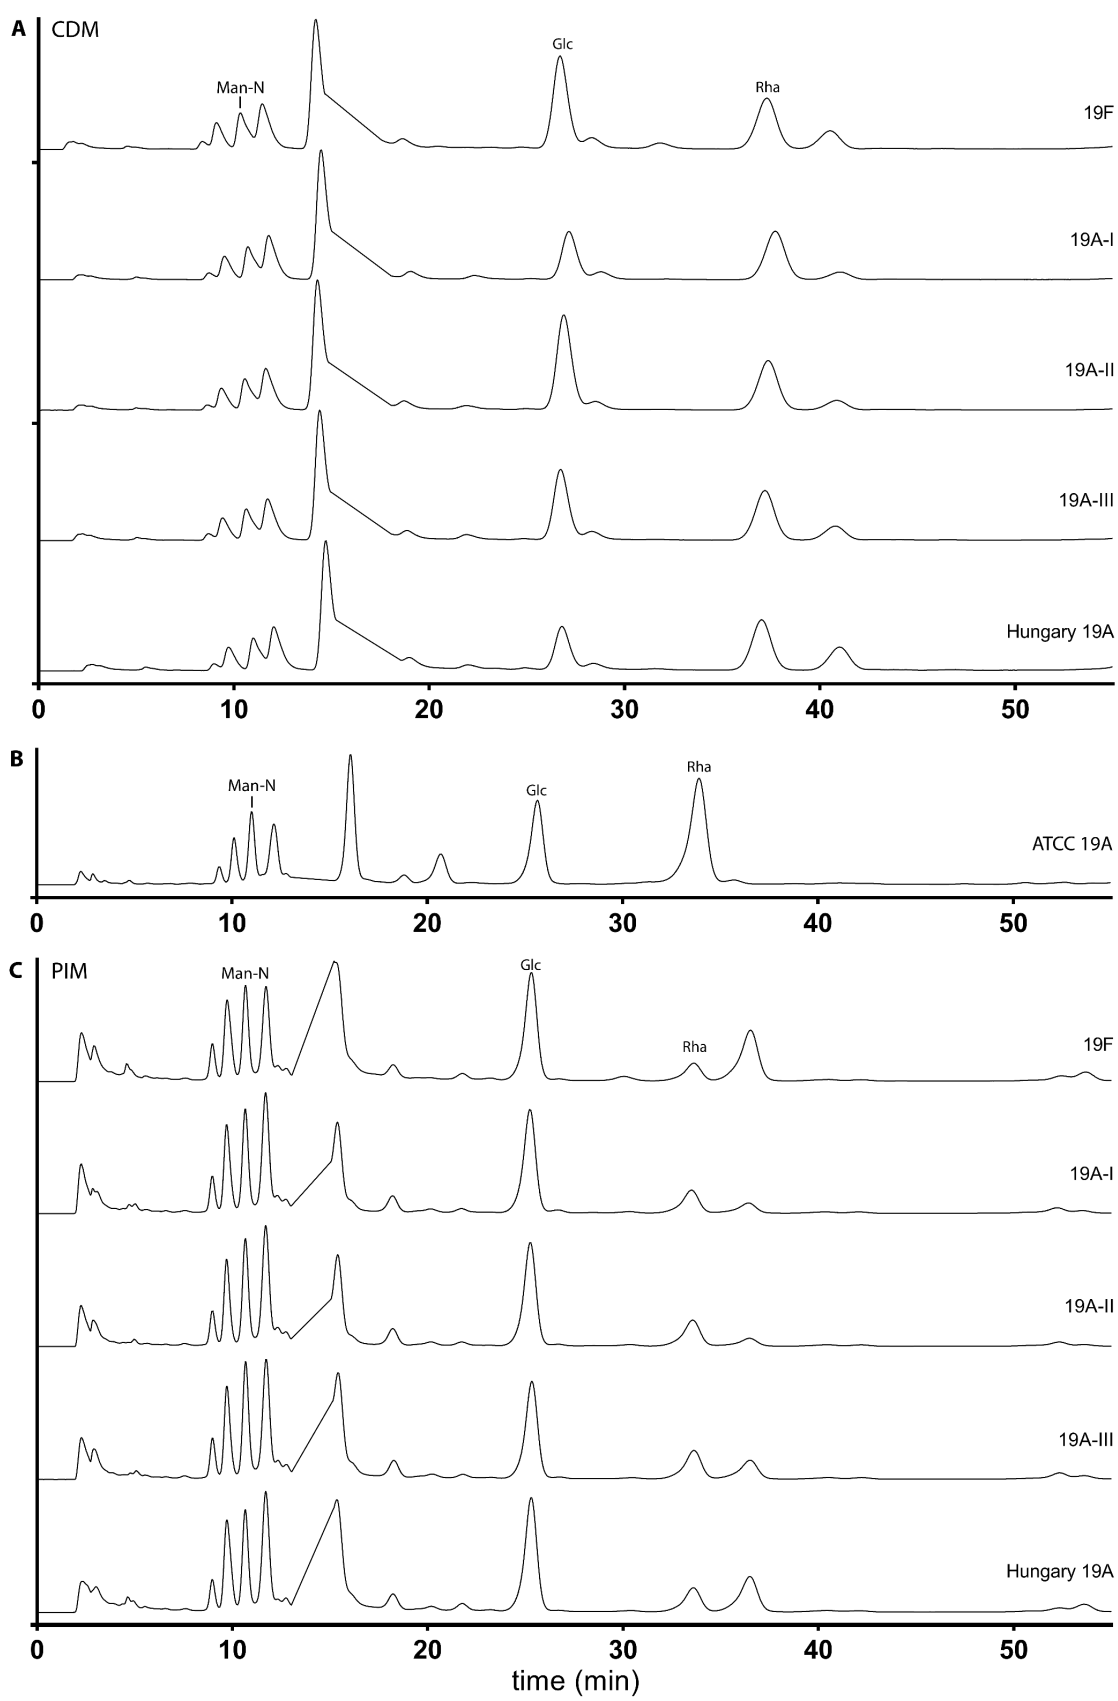 A CDM
Glc
Man-N
Rha
19F
19A-I
19A-II
19A-III
Hungary 19A
0 10 20 30 40 50
B
Man-N
Glc
Rha
ATCC 19A
0 10 20 30 40 50
C PIM
Man-N
Glc
Rha
19F
19A-I
19A-II
19A-III
Hungary 19A
0 10 20 30 40 50
time (min)